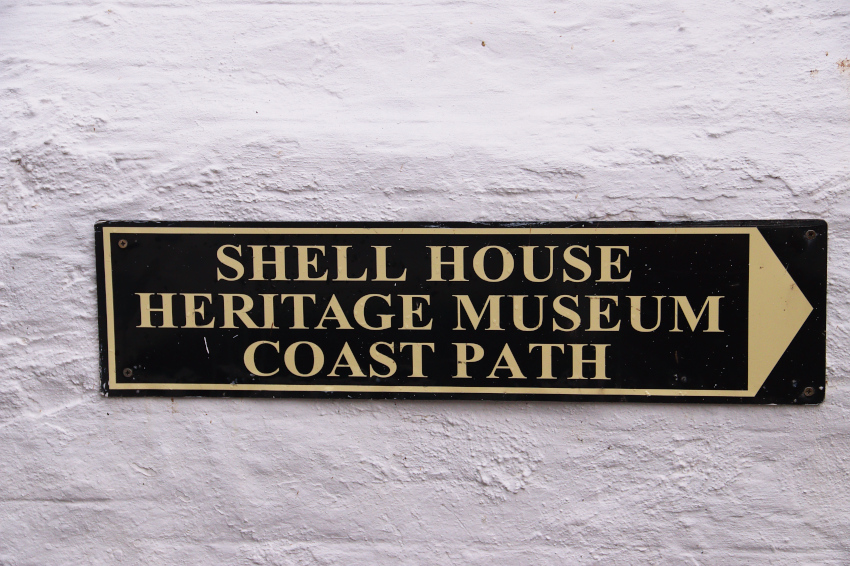 SHELL HOUSE
HERITAGE MUSEUM
COAST PATH